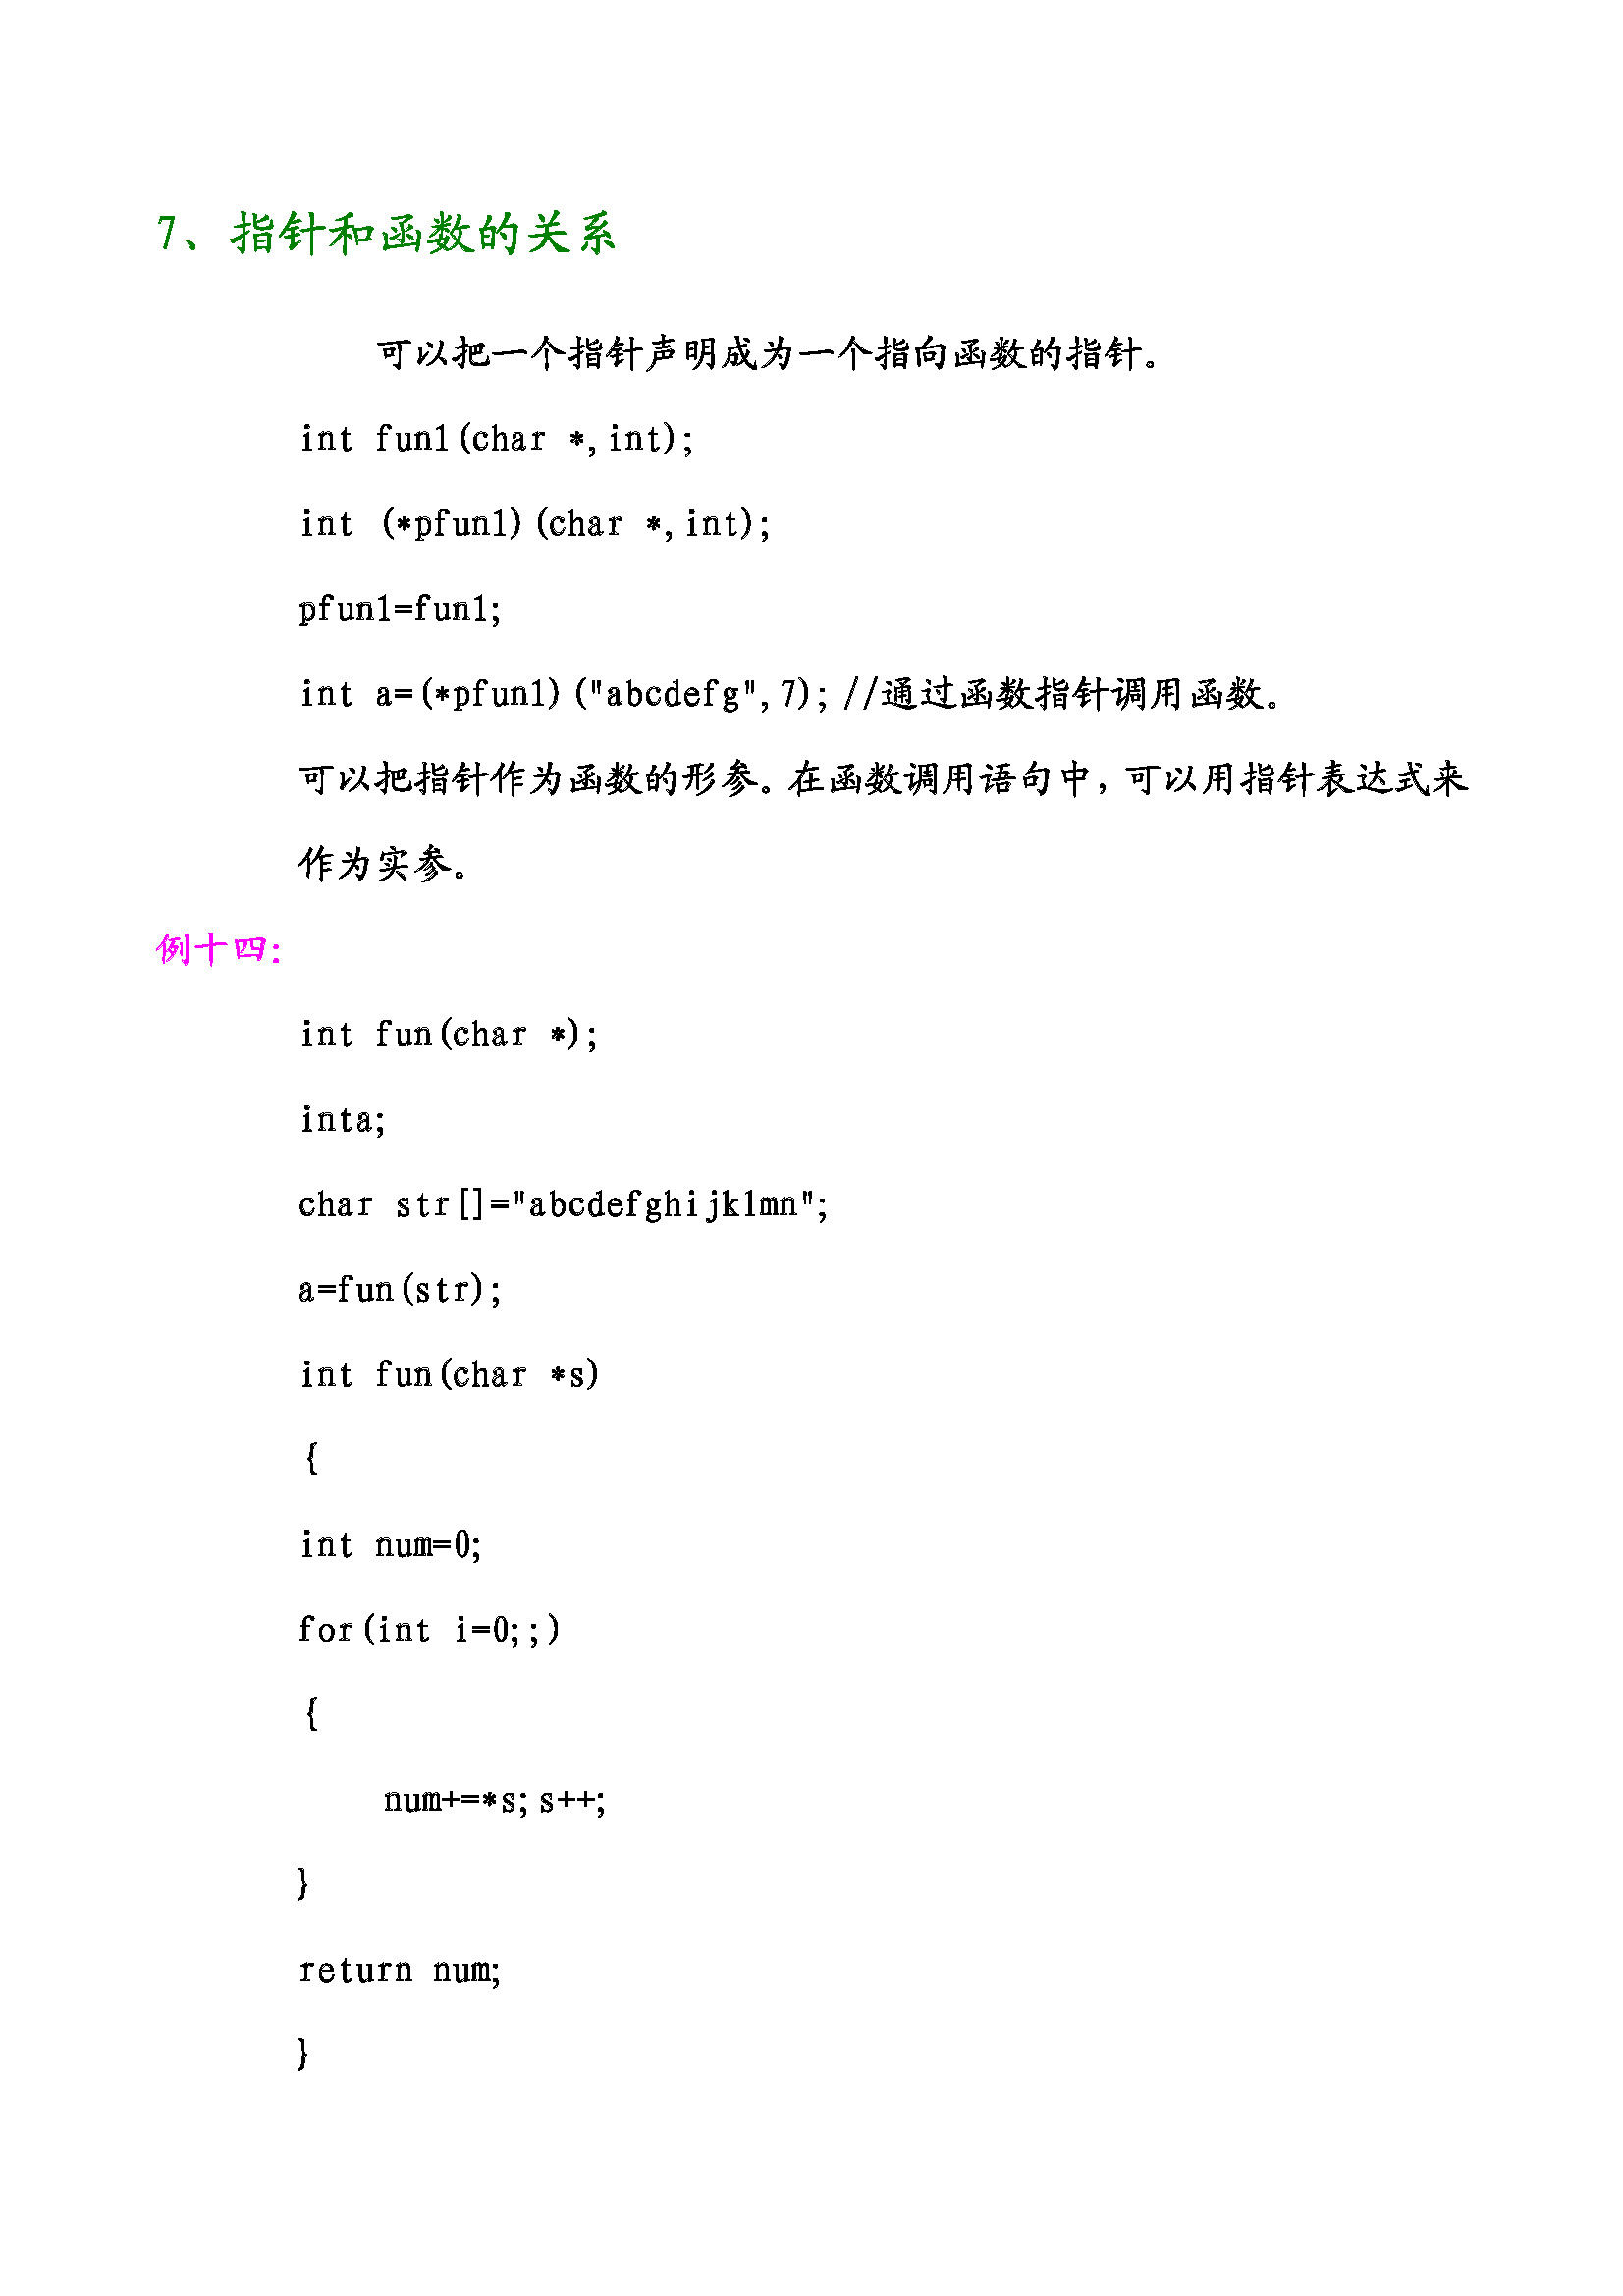 7、指针和函数的关系
可以把一个指针声明成为一个指向函数的指针。
int fun1(char *,int);
int (*pfun1)(char *,int);
pfun1=fun1;
int a=(*pfun1)("abcdefg",7); //通过函数指针调用函数。
可以把指针作为函数的形参。在函数调用语句中，可以用指针表达式来
作为实参。
例十四：
int fun(char *);
inta;
char str[]="abcdefghijklmn";
a=fun(str);
int fun(char *s)
{
int num=0;
for(int i=0;;)
{
num+=*s;s++;
}
return num;
}